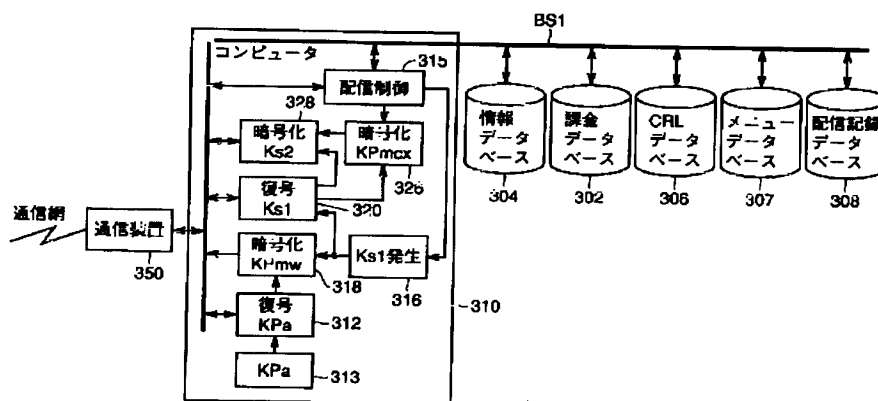 BS1
コンピュータ
315
配信制御
328
暗号化
Ks2
暗号化
KPmcx
326
復号
Ks1
320
通信網
通信装置
350
暗号化
KPmw
318
Ks1発生
316
復号
KPa
312
310
KPa
313
情報
データ
ベース
304
課金
データ
ベース
302
CRL
データ
ベース
306
メニュー
データ
ベース
307
配信記録
データ
ベース
308